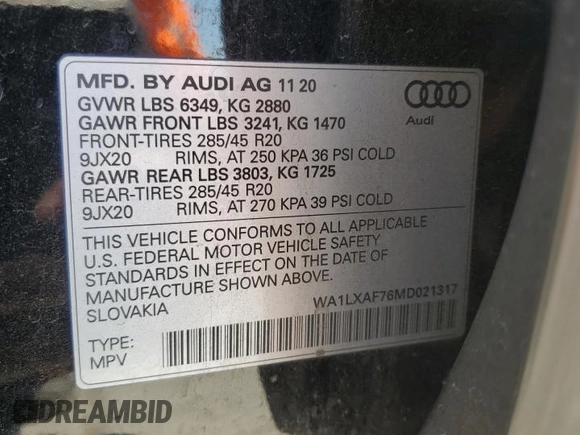 MFD. BY AUDI AG 11 20
GVWR LBS 6349, KG 2880
GAWR FRONT LBS 3241, KG 1470
FRONT-TIRES 285/45 R20
9JX20 RIMS, AT 250 KPA 36 PSI COLD
GAWR REAR LBS 3803, KG 1725
REAR-TIRES 285/45 R20
9JX20 RIMS, AT 270 KPA 39 PSI COLD
Audi
THIS VEHICLE CONFORMS TO ALL APPLICABLE
U.S. FEDERAL MOTOR VEHICLE SAFETY
STANDARDS IN EFFECT ON THE DATE OF
MANUFACTURE SHOWN ABOVE.
SLOVAKIA
WA1LXAF76MD021317
TYPE:
MPV
DREAMBID